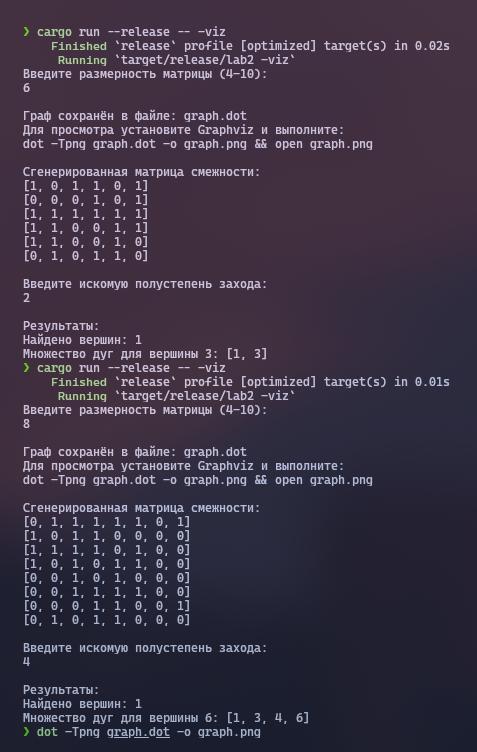 ❯ cargo run --release -- -viz
    Finished `release` profile [optimized] target(s) in 0.02s
     Running `target/release/lab2 -viz`
Введите размерность матрицы (4-10):
6
Граф сохранён в файле: graph.dot
Для просмотра установите Graphviz и выполните:
dot -Tpng graph.dot -o graph.png && open graph.png
Сгенерированная матрица смежности:
[1, 0, 1, 1, 0, 1]
[0, 0, 0, 1, 0, 1]
[1, 1, 1, 1, 1, 1]
[1, 1, 0, 0, 1, 1]
[1, 1, 0, 0, 1, 0]
[0, 1, 0, 1, 1, 0]
Введите искомую полустепень захода:
2
Результаты:
Найдено вершин: 1
Множество дуг для вершины 3: [1, 3]
❯ cargo run --release -- -viz
    Finished `release` profile [optimized] target(s) in 0.01s
     Running `target/release/lab2 -viz`
Введите размерность матрицы (4-10):
8
Граф сохранён в файле: graph.dot
Для просмотра установите Graphviz и выполните:
dot -Tpng graph.dot -o graph.png && open graph.png
Сгенерированная матрица смежности:
[0, 1, 1, 1, 1, 1, 0, 1]
[1, 0, 1, 1, 0, 0, 0, 0]
[1, 1, 1, 1, 0, 1, 0, 0]
[1, 0, 1, 0, 1, 1, 0, 0]
[0, 0, 1, 0, 1, 0, 0, 0]
[0, 0, 1, 1, 1, 1, 0, 0]
[0, 0, 0, 1, 1, 0, 0, 1]
[0, 1, 0, 1, 1, 0, 0, 0]
Введите искомую полустепень захода:
4
Результаты:
Найдено вершин: 1
Множество дуг для вершины 6: [1, 3, 4, 6]
❯ dot -Tpng graph.dot -o graph.png